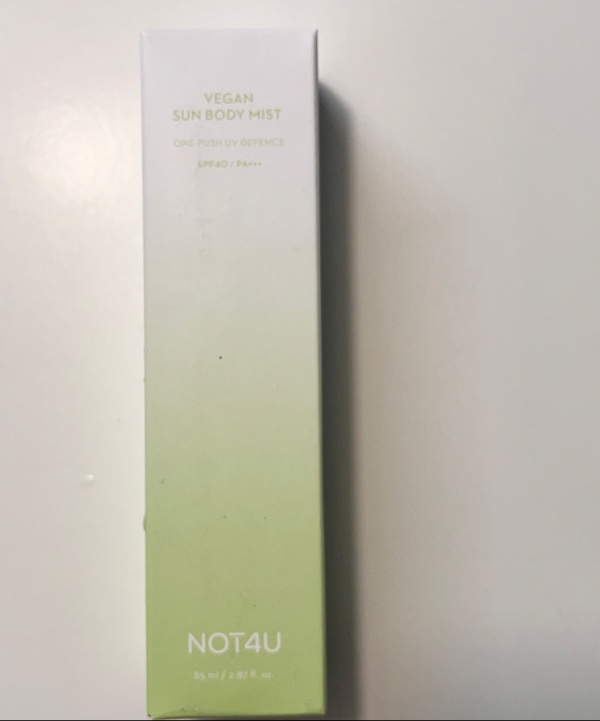 VEGAN
SUN BODY MIST
ONE PUSH UV DEFENCE
SPF40 / PA+++
NOT4U
85 ml / 2.87 fl. oz.